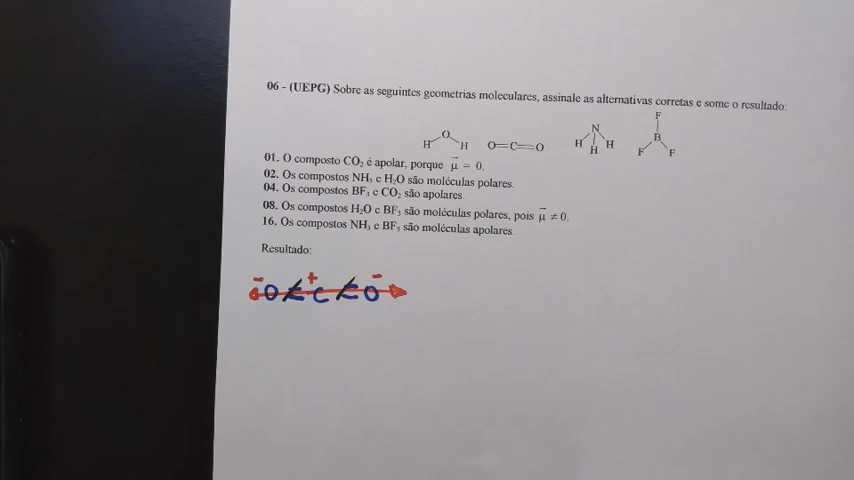 06 - (UEPG) Sobre as seguintes geometrias moleculares, assinale as alternativas corretas e some o resultado:
F
O N B
H H O=C=O H H H F F
01. O composto CO₂ é apolar, porque μ⃗ = 0.
02. Os compostos NH₃ e H₂O são moléculas polares.
04. Os compostos BF₃ e CO₂ são apolares.
08. Os compostos H₂O e BF₃ são moléculas polares, pois μ⃗ ≠ 0.
16. Os compostos NH₃ e BF₃ são moléculas apolares.
Resultado:
- + -
O = C = O